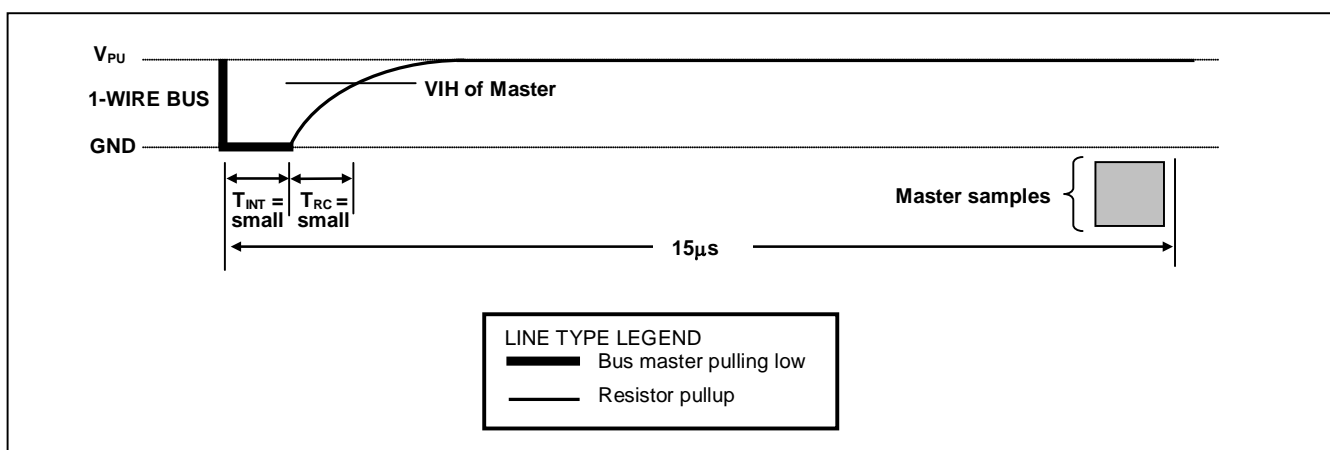 VPU
1-WIRE BUS
VIH of Master
GND
TINT =
small
TRC =
small
Master samples
15μs
LINE TYPE LEGEND
Bus master pulling low
Resistor pullup